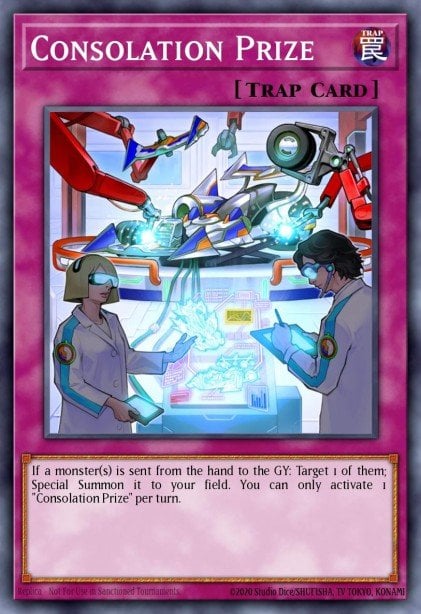 CONSOLATION PRIZE
TRAP
罠
[TRAP CARD]
If a monster(s) is sent from the hand to the GY: Target 1 of them;
Special Summon it to your field. You can only activate 1
"Consolation Prize" per turn.
Replica - Not For Use in Sanctioned Tournaments
©2020 Studio Dice/SHUEISHA, TV TOKYO, KONAMI